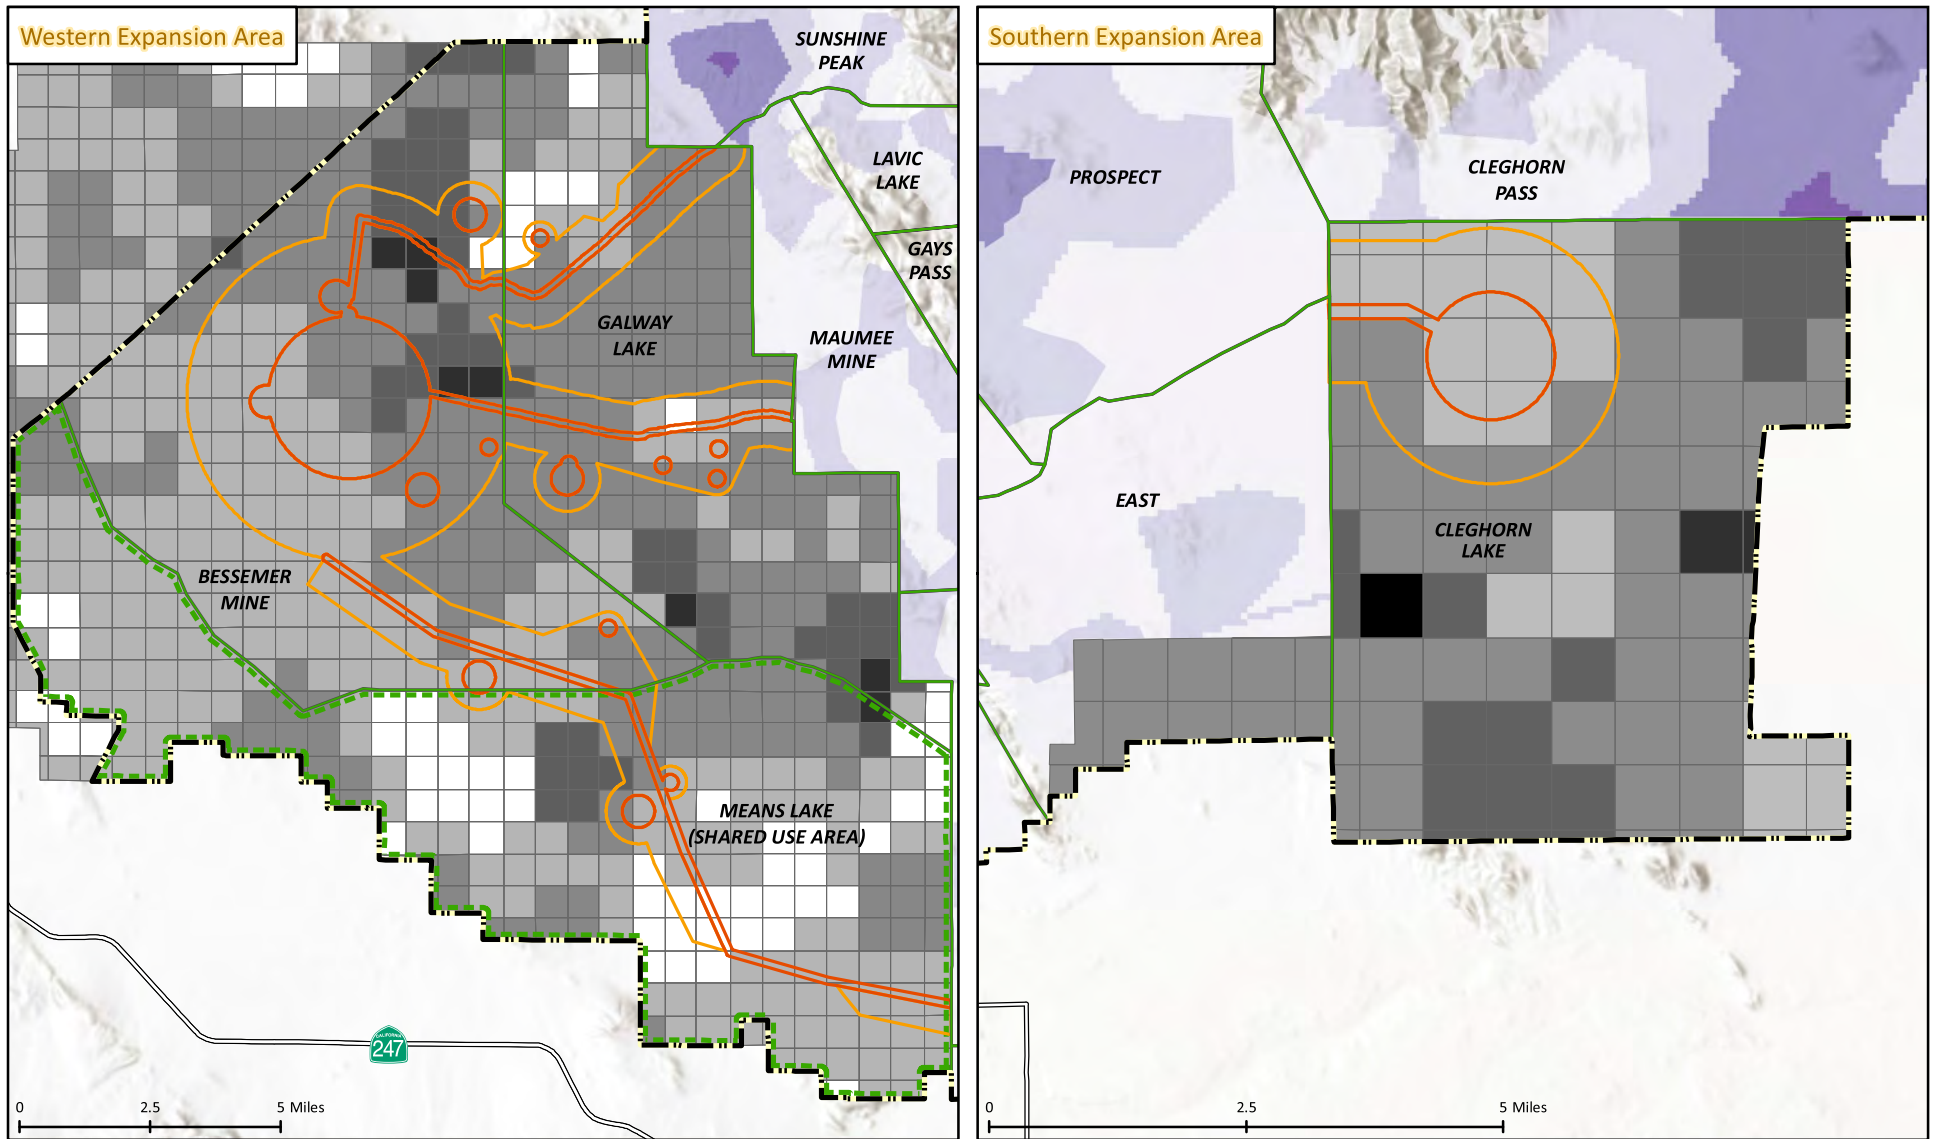 Western Expansion Area
SUNSHINE
PEAK
LAVIC
LAKE
GAYS
PASS
GALWAY
LAKE
MAUMEE
MINE
BESSEMER
MINE
MEANS LAKE
(SHARED USE AREA)
CALIFORNIA
247
0 2.5 5 Miles
Southern Expansion Area
PROSPECT
CLEGHORN
PASS
EAST
CLEGHORN
LAKE
0 2.5 5 Miles